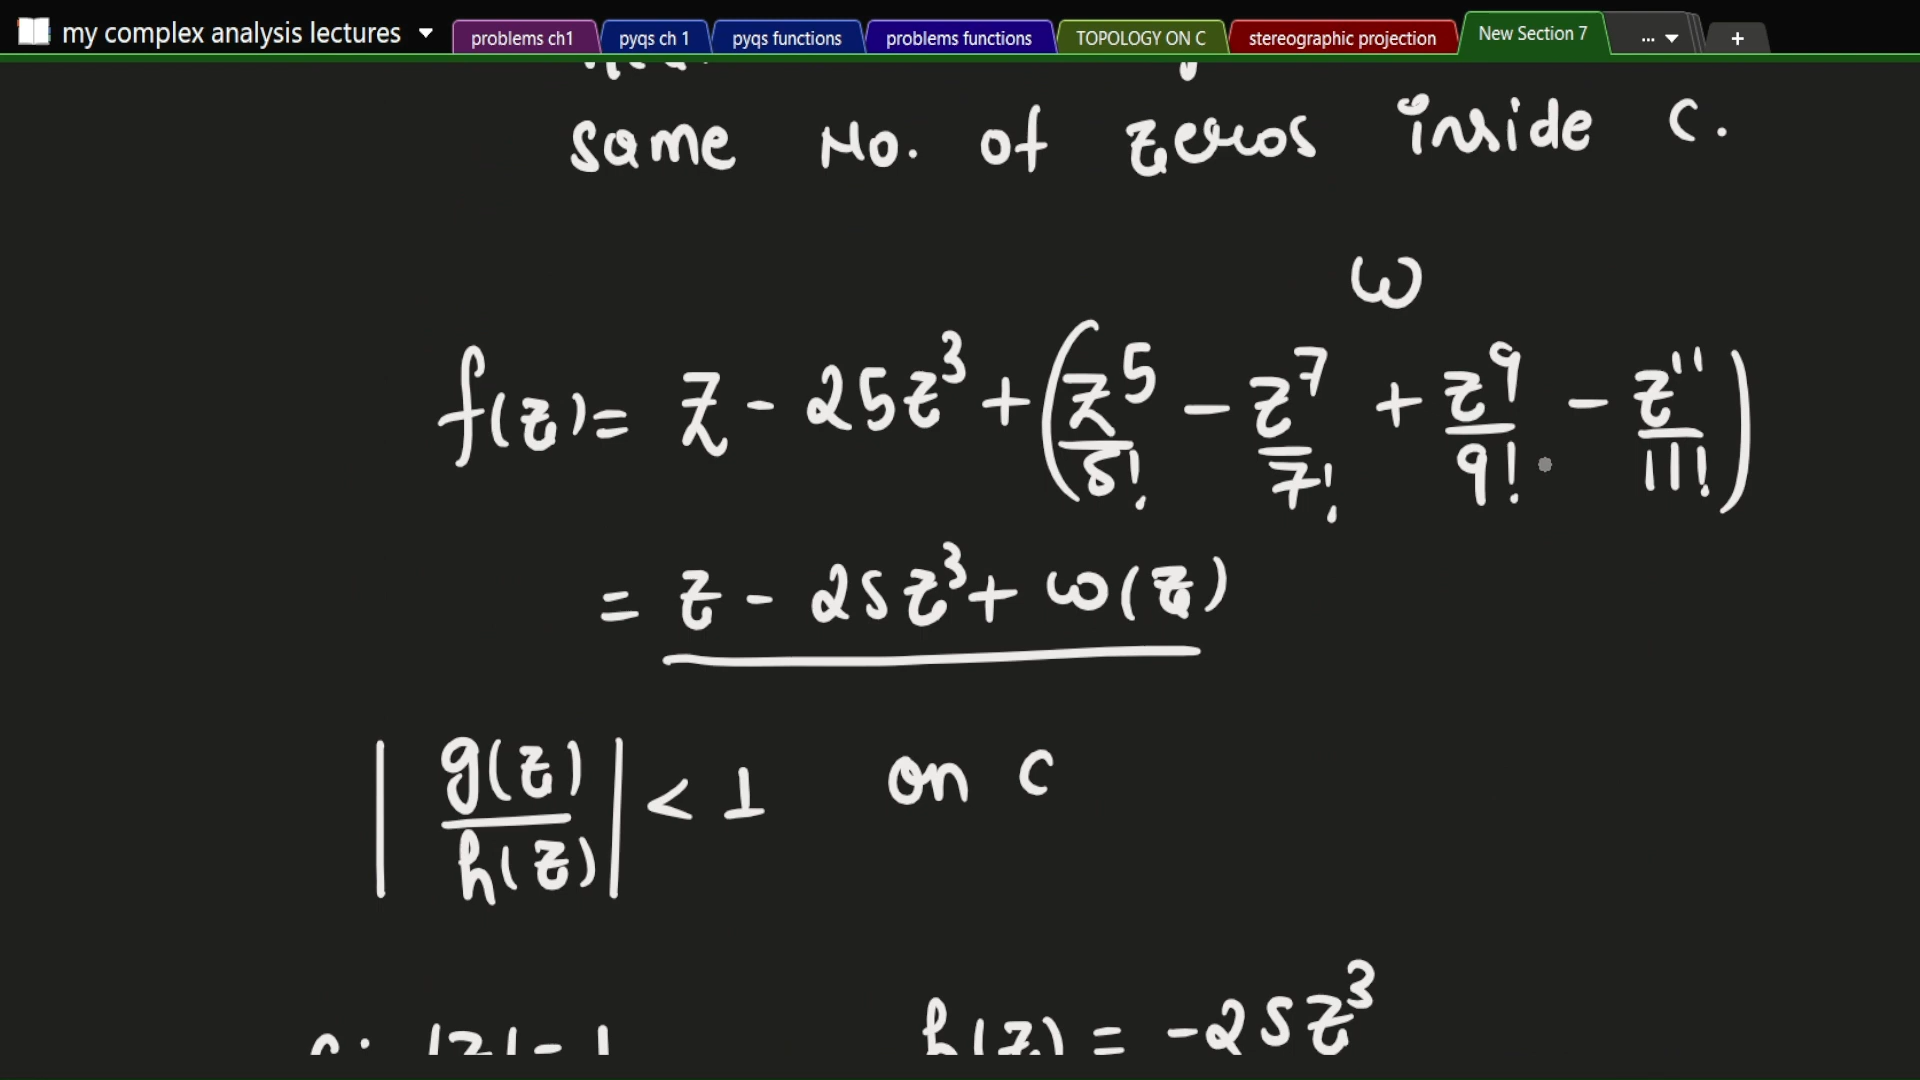 my complex analysis lectures
problems ch1 pyqs ch 1 pyqs functions problems functions TOPOLOGY ON C stereographic projection New Section 7 ... +
same No. of zeros inside C.
ω
f(z) = z - 25z³ + (z⁵/5! - z⁷/7! + z⁹/9! - z¹¹/11!)
= z - 25z³ + ω(z)
| g(z)/h(z) | < 1 on C
|z| = 1 h(z) = -25z³